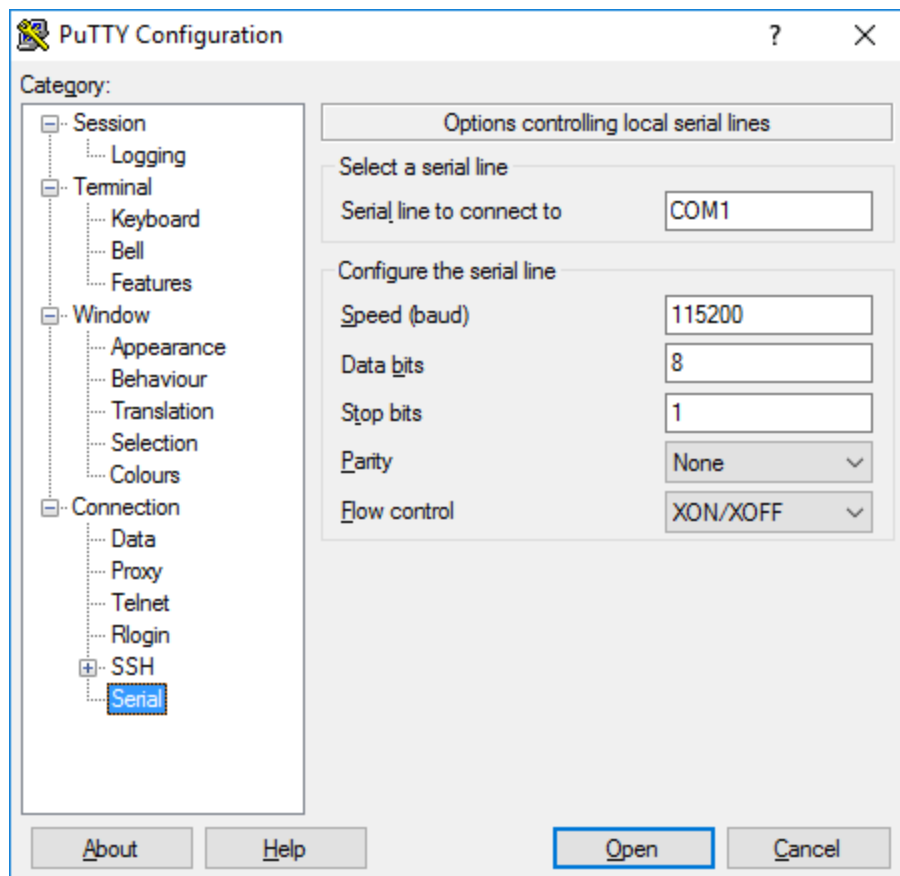 PuTTY Configuration ?
Category:
Session
Logging
Terminal
Keyboard
Bell
Features
Window
Appearance
Behaviour
Translation
Selection
Colours
Connection
Data
Proxy
Telnet
Rlogin
SSH
Serial
Options controlling local serial lines
Select a serial line
Serial line to connect to COM1
Configure the serial line
Speed (baud) 115200
Data bits 8
Stop bits 1
Parity None
Flow control XON/XOFF
About Help Open Cancel